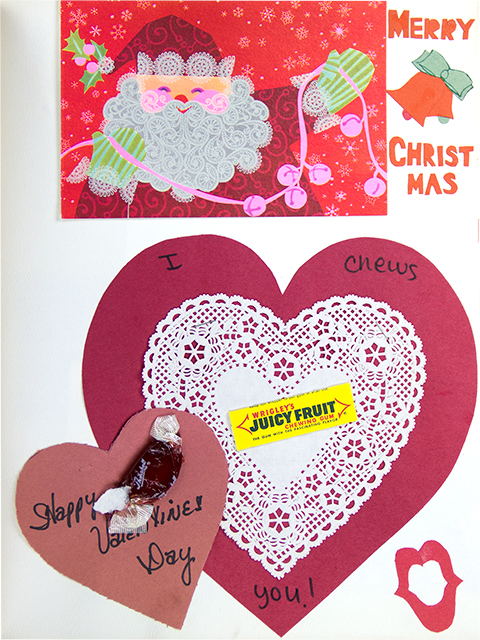 MERRY
CHRIST
MAS
I chews
WRIGLEY'S
JUICY FRUIT
CHEWING GUM
THE GUM WITH THE FASCINATING FLAVOR
you!
Happy
Valentines
Day